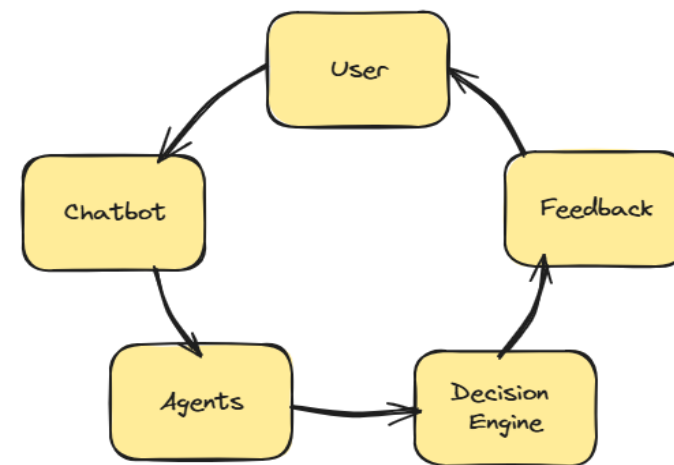 User
Chatbot
Feedback
Agents
Decision
Engine